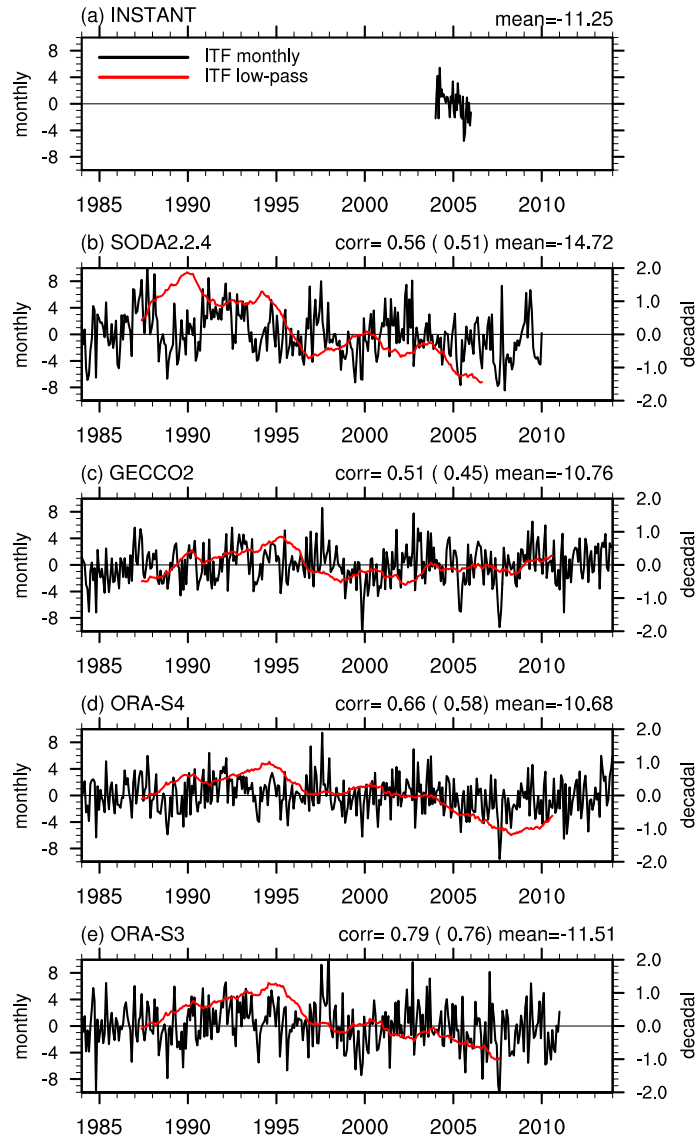 (a) INSTANT mean=-11.25
ITF monthly
ITF low-pass
monthly
8
4
0
-4
-8
1985 1990 1995 2000 2005 2010
(b) SODA2.2.4 corr= 0.56 ( 0.51) mean=-14.72
monthly
8
4
0
-4
-8
2.0
1.0
0.0
-1.0
-2.0
decadal
1985 1990 1995 2000 2005 2010
(c) GECCO2 corr= 0.51 ( 0.45) mean=-10.76
monthly
8
4
0
-4
-8
2.0
1.0
0.0
-1.0
-2.0
decadal
1985 1990 1995 2000 2005 2010
(d) ORA-S4 corr= 0.66 ( 0.58) mean=-10.68
monthly
8
4
0
-4
-8
2.0
1.0
0.0
-1.0
-2.0
decadal
1985 1990 1995 2000 2005 2010
(e) ORA-S3 corr= 0.79 ( 0.76) mean=-11.51
monthly
8
4
0
-4
-8
2.0
1.0
0.0
-1.0
-2.0
decadal
1985 1990 1995 2000 2005 2010